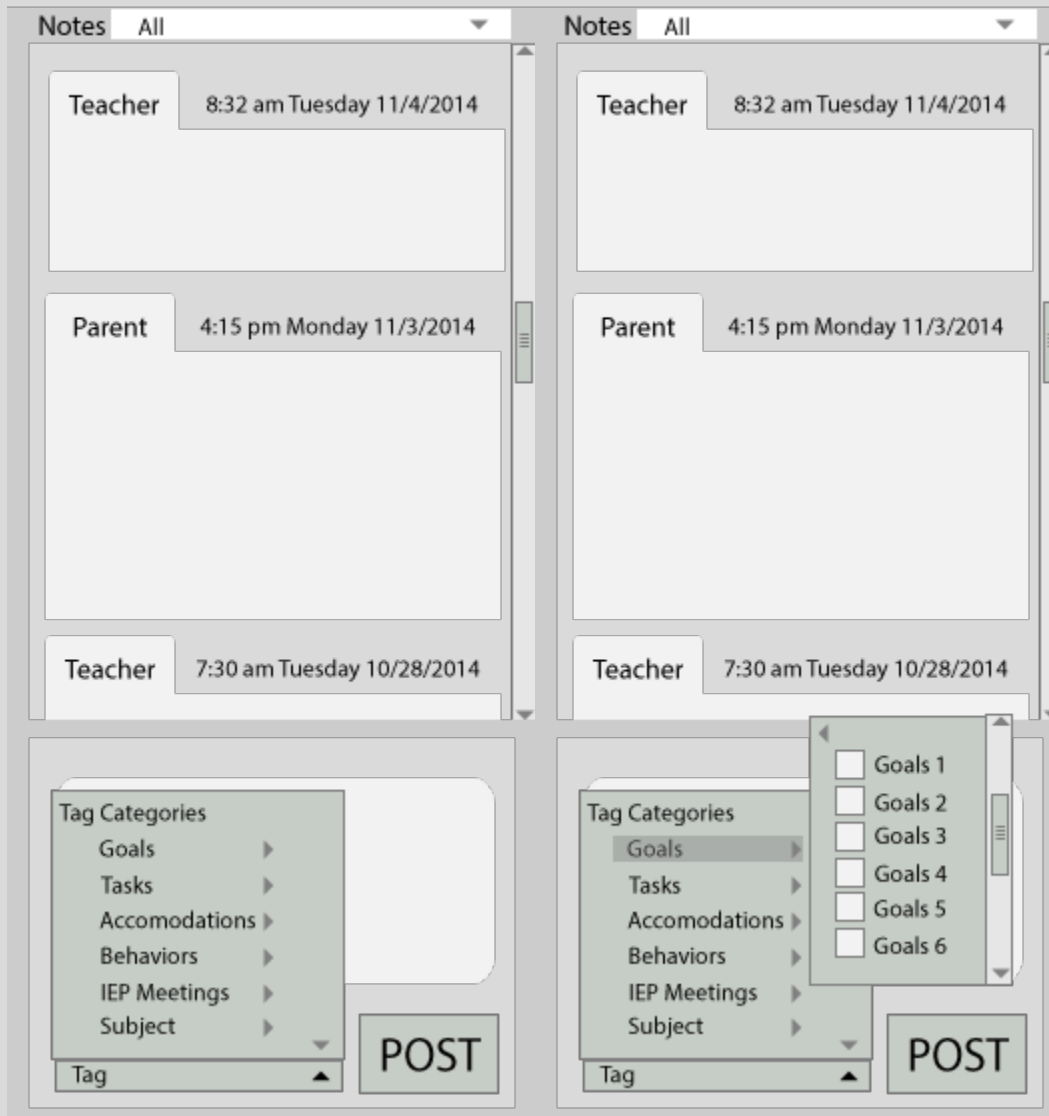 Notes All
Teacher 8:32 am Tuesday 11/4/2014
Parent 4:15 pm Monday 11/3/2014
Teacher 7:30 am Tuesday 10/28/2014
Tag Categories
Goals
Tasks
Accomodations
Behaviors
IEP Meetings
Subject
Tag
POST
Notes All
Teacher 8:32 am Tuesday 11/4/2014
Parent 4:15 pm Monday 11/3/2014
Teacher 7:30 am Tuesday 10/28/2014
Tag Categories
Goals
Tasks
Accomodations
Behaviors
IEP Meetings
Subject
Goals 1
Goals 2
Goals 3
Goals 4
Goals 5
Goals 6
Tag
POST